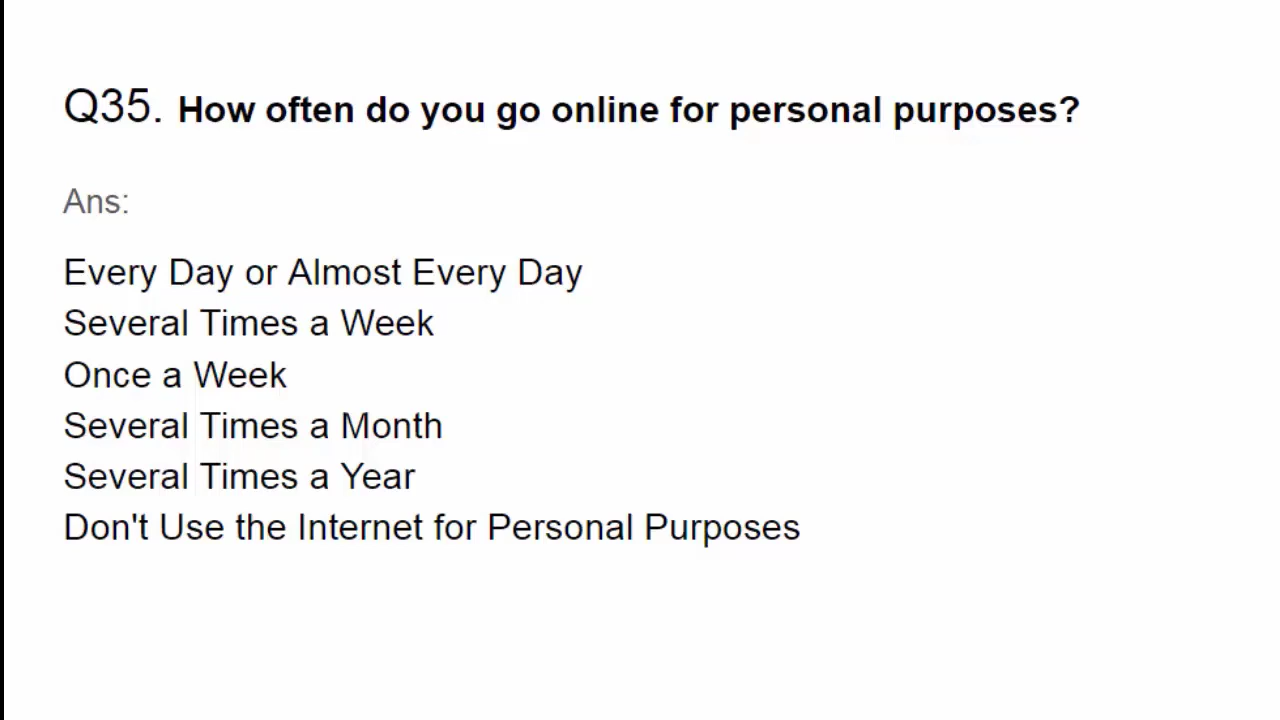 Q35. How often do you go online for personal purposes?
Ans:
Every Day or Almost Every Day
Several Times a Week
Once a Week
Several Times a Month
Several Times a Year
Don't Use the Internet for Personal Purposes